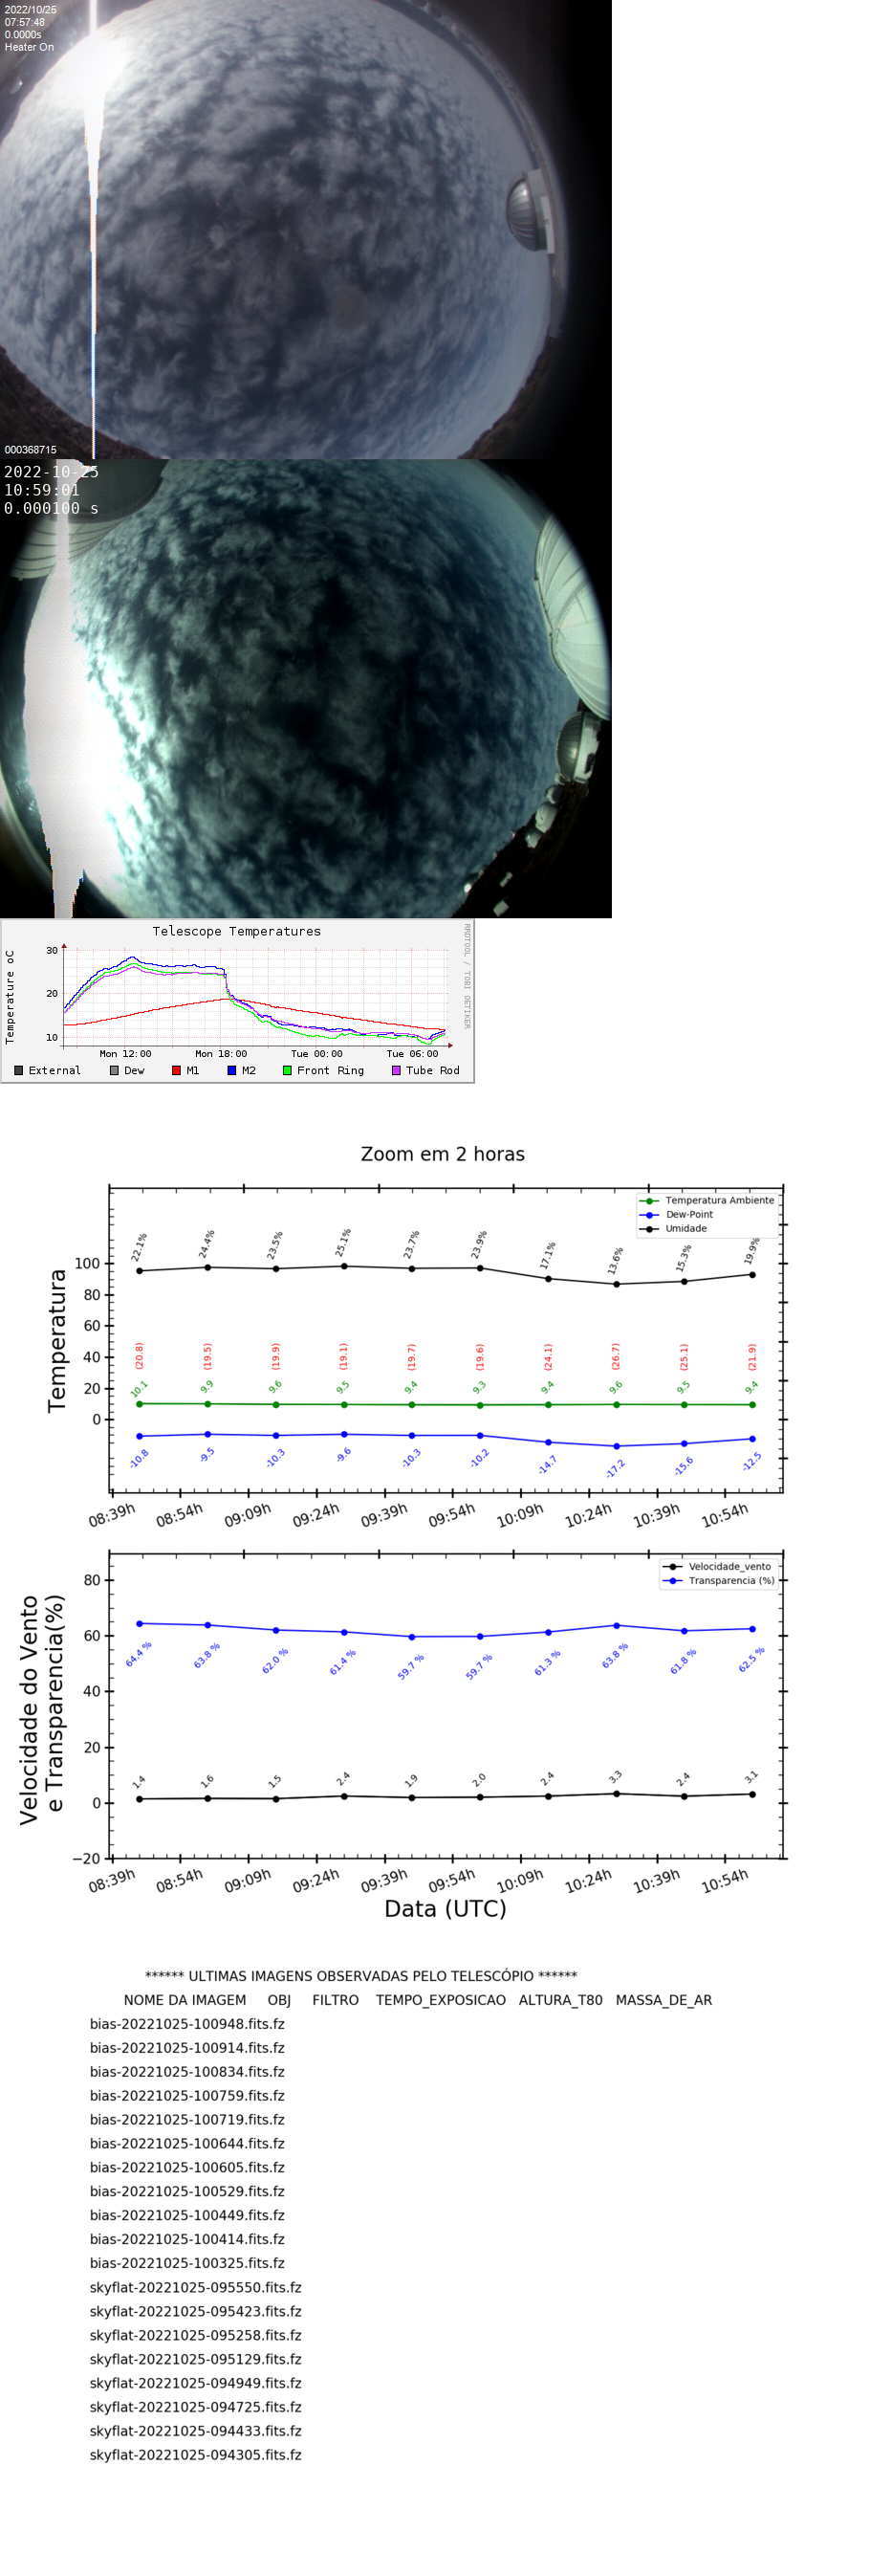 2022/10/25
07:57:48
0.0000s
Heater On
000368715
2022-10-25
10:59:01
0.000100 s
Telescope Temperatures
RRDTOOL / TOBI OETIKER
Temperature oC
30
20
10
Mon 12:00 Mon 18:00 Tue 00:00 Tue 06:00
External Dew M1 M2 Front Ring Tube Rod
Zoom em 2 horas
Temperatura Ambiente
Dew-Point
Umidade
Temperatura
100
80
60
40
20
0
22.1% 24.4% 23.5% 25.1% 23.7% 23.9% 17.1% 13.6% 15.3% 19.9%
(20.8) (19.5) (19.9) (19.1) (19.7) (19.6) (24.1) (26.7) (25.1) (21.9)
10.1 9.9 9.6 9.5 9.4 9.3 9.4 9.6 9.5 9.4
-10.8 -9.5 -10.3 -9.6 -10.3 -10.2 -14.7 -17.2 -15.6 -12.5
08:39h 08:54h 09:09h 09:24h 09:39h 09:54h 10:09h 10:24h 10:39h 10:54h
Velocidade_vento
Transparencia (%)
Velocidade do Vento
e Transparencia(%)
80
60
40
20
0
−20
64.4 % 63.8 % 62.0 % 61.4 % 59.7 % 59.7 % 61.3 % 63.8 % 61.8 % 62.5 %
1.4 1.6 1.5 2.4 1.9 2.0 2.4 3.3 2.4 3.1
08:39h 08:54h 09:09h 09:24h 09:39h 09:54h 10:09h 10:24h 10:39h 10:54h
Data (UTC)
****** ULTIMAS IMAGENS OBSERVADAS PELO TELESCÓPIO ******
NOME DA IMAGEM OBJ FILTRO TEMPO_EXPOSICAO ALTURA_T80 MASSA_DE_AR
bias-20221025-100948.fits.fz
bias-20221025-100914.fits.fz
bias-20221025-100834.fits.fz
bias-20221025-100759.fits.fz
bias-20221025-100719.fits.fz
bias-20221025-100644.fits.fz
bias-20221025-100605.fits.fz
bias-20221025-100529.fits.fz
bias-20221025-100449.fits.fz
bias-20221025-100414.fits.fz
bias-20221025-100325.fits.fz
skyflat-20221025-095550.fits.fz
skyflat-20221025-095423.fits.fz
skyflat-20221025-095258.fits.fz
skyflat-20221025-095129.fits.fz
skyflat-20221025-094949.fits.fz
skyflat-20221025-094725.fits.fz
skyflat-20221025-094433.fits.fz
skyflat-20221025-094305.fits.fz